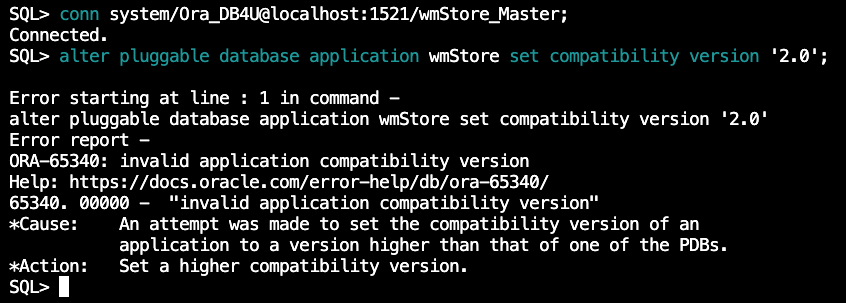 SQL> conn system/Ora_DB4U@localhost:1521/wmStore_Master;
Connected.
SQL> alter pluggable database application wmStore set compatibility version '2.0';
Error starting at line : 1 in command -
alter pluggable database application wmStore set compatibility version '2.0'
Error report -
ORA-65340: invalid application compatibility version
Help: https://docs.oracle.com/error-help/db/ora-65340/
65340. 00000 -  "invalid application compatibility version"
*Cause:    An attempt was made to set the compatibility version of an
           application to a version higher than that of one of the PDBs.
*Action:   Set a higher compatibility version.
SQL>